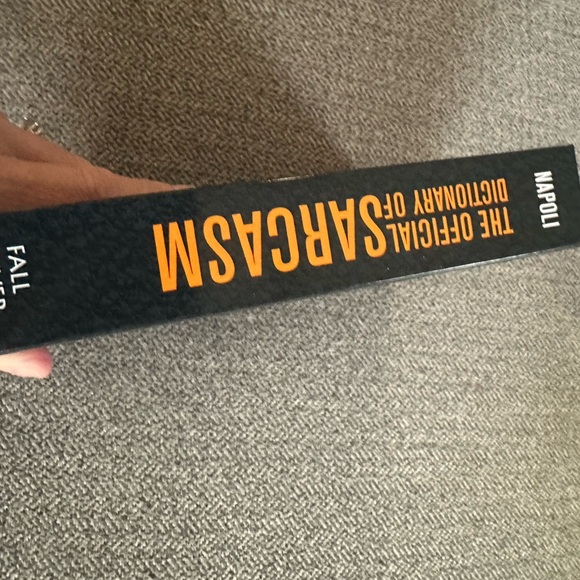 NAPOLI
THE OFFICIAL
DICTIONARY OF
SARCASM
FALL